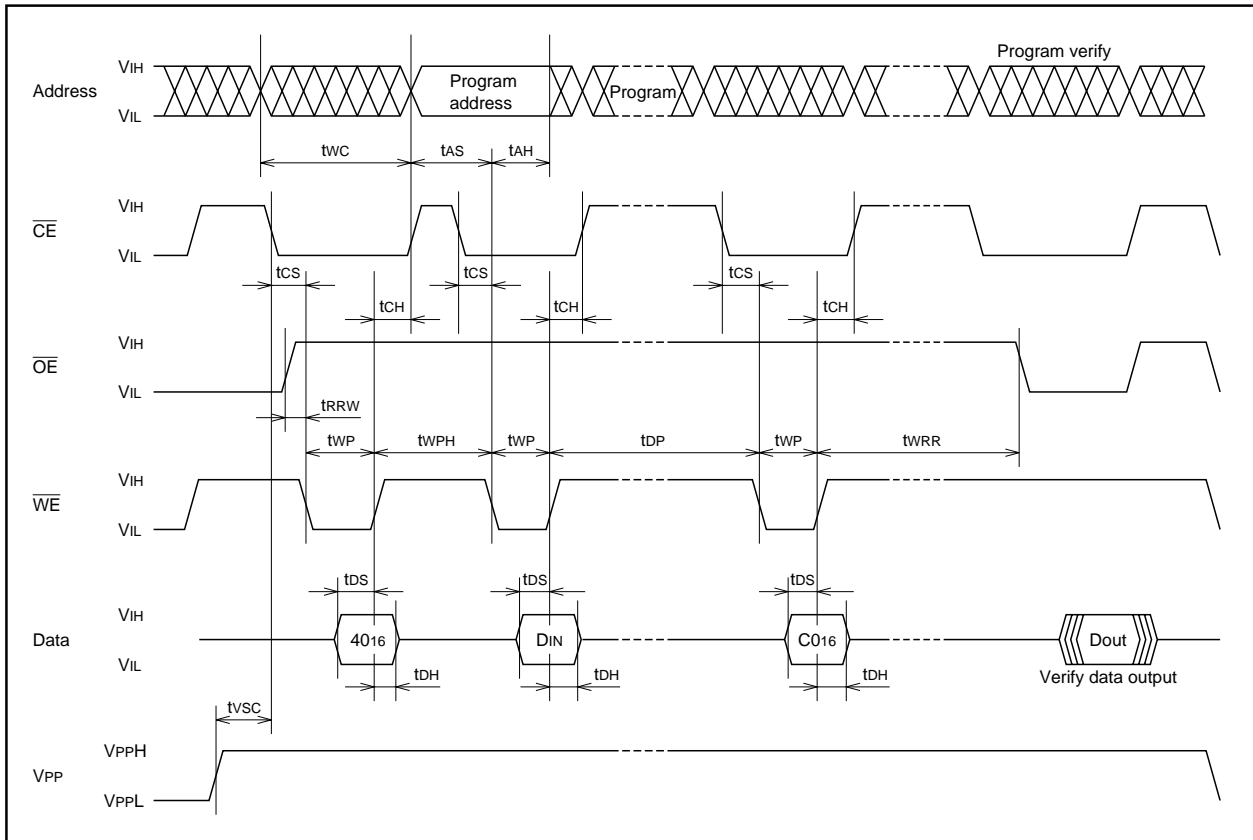 Address
VIH
VIL
Program address
Program
Program verify
tWC
tAS
tAH
CE
VIH
VIL
tCS
tCH
tCS
tCH
tCS
tCH
OE
VIH
VIL
tRRW
tWP
tWPH
tWP
tDP
tWP
tWRR
WE
VIH
VIL
tDS
tDS
tDS
Data
VIH
VIL
4016
DIN
C016
Dout
Verify data output
tDH
tDH
tDH
tVSC
VPP
VPPH
VPPL